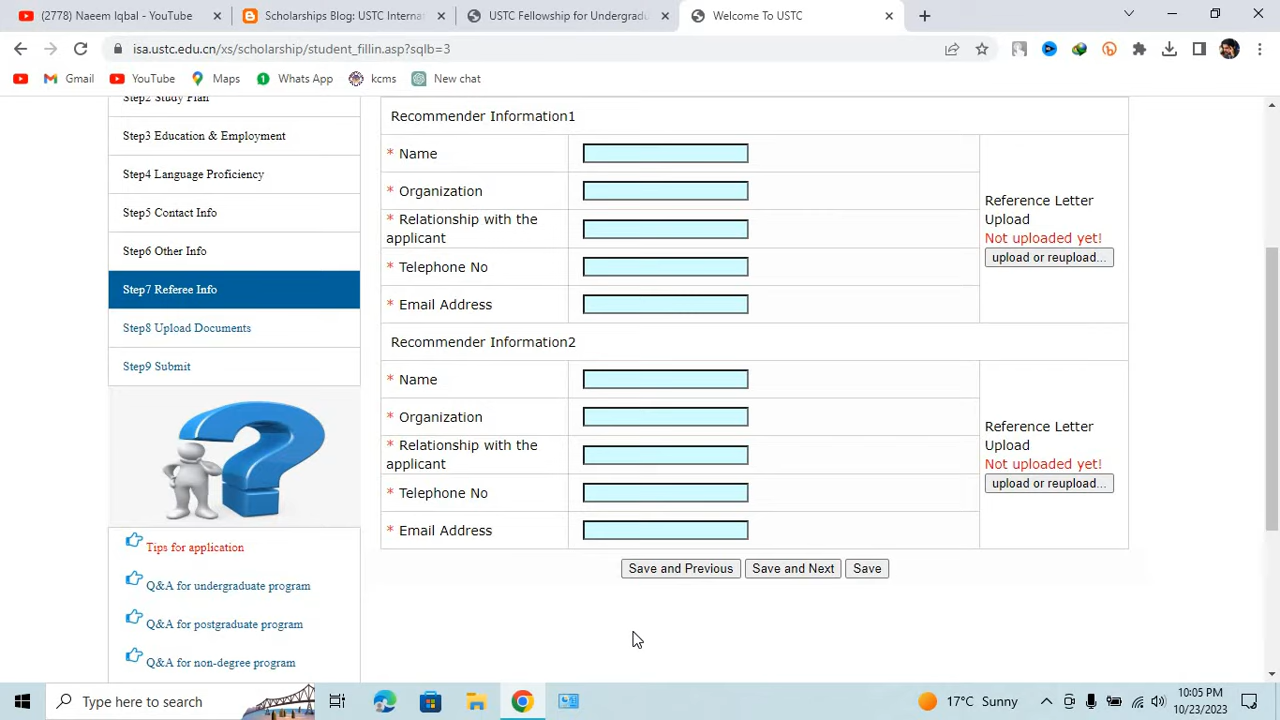 (2778) Naeem Iqbal - YouTube
Scholarships Blog: USTC Interna
USTC Fellowship for Undergradu
Welcome To USTC
isa.ustc.edu.cn/xs/scholarship/student_fillin.asp?sqlb=3
Gmail
YouTube
Maps
1
Whats App
kcms
New chat
Step2 Study Plan
Step3 Education & Employment
Step4 Language Proficiency
Step5 Contact Info
Step6 Other Info
Step7 Referee Info
Step8 Upload Documents
Step9 Submit
Tips for application
Q&A for undergraduate program
Q&A for postgraduate program
Q&A for non-degree program
Recommender Information1
* Name
* Organization
* Relationship with the
applicant
* Telephone No
* Email Address
Reference Letter
Upload
Not uploaded yet!
upload or reupload...
Recommender Information2
* Name
* Organization
* Relationship with the
applicant
* Telephone No
* Email Address
Reference Letter
Upload
Not uploaded yet!
upload or reupload...
Save and Previous
Save and Next
Save
Type here to search
17°C Sunny
10:05 PM
10/23/2023